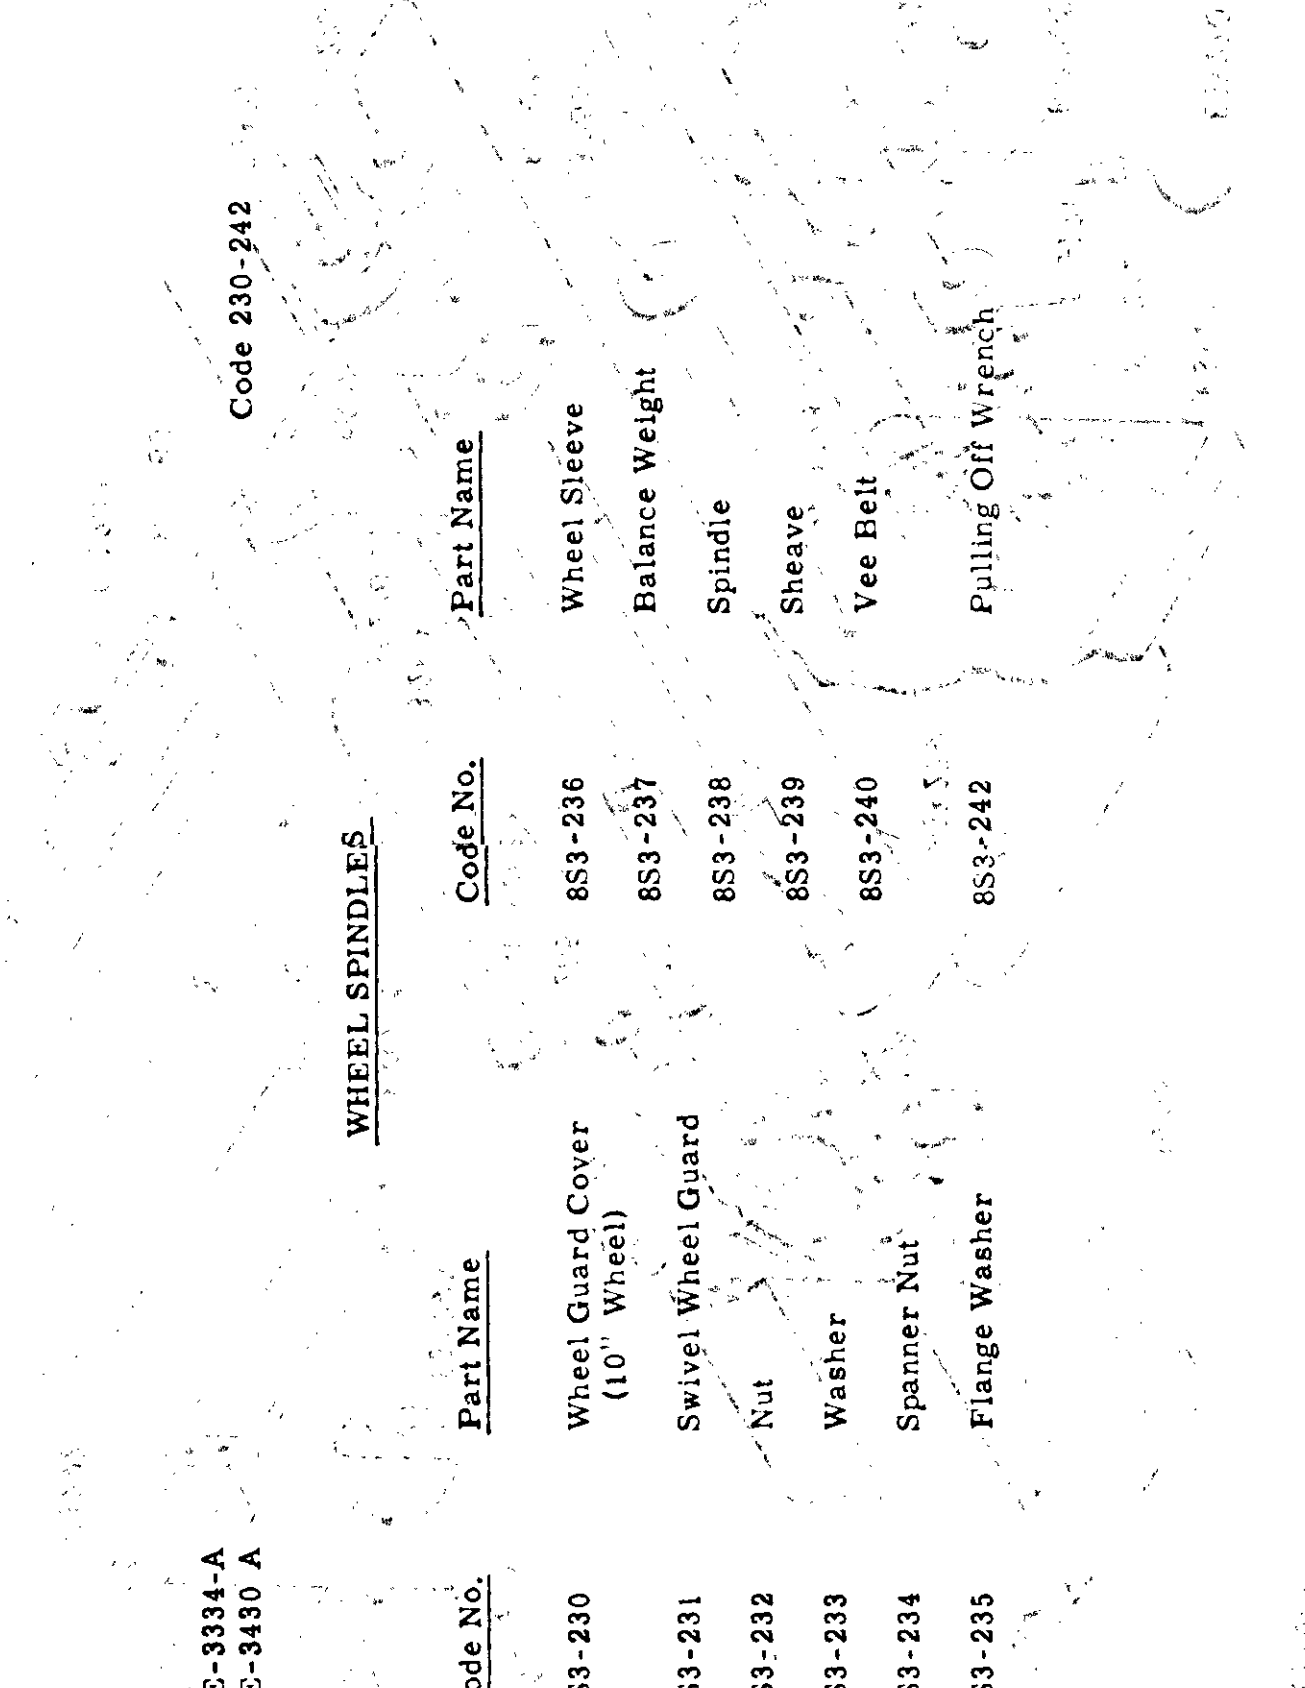 E-3334-A
E-3430 A
Code 230-242
WHEEL SPINDLES
ode No. Part Name Code No. Part Name
S3-230 Wheel Guard Cover 8S3-236 Wheel Sleeve
(10" Wheel)
8S3-237 Balance Weight
S3-231 Swivel Wheel Guard
8S3-238 Spindle
S3-232 Nut
8S3-239 Sheave
S3-233 Washer
8S3-240 Vee Belt
S3-234 Spanner Nut
S3-235 Flange Washer 8S3-242 Pulling Off Wrench